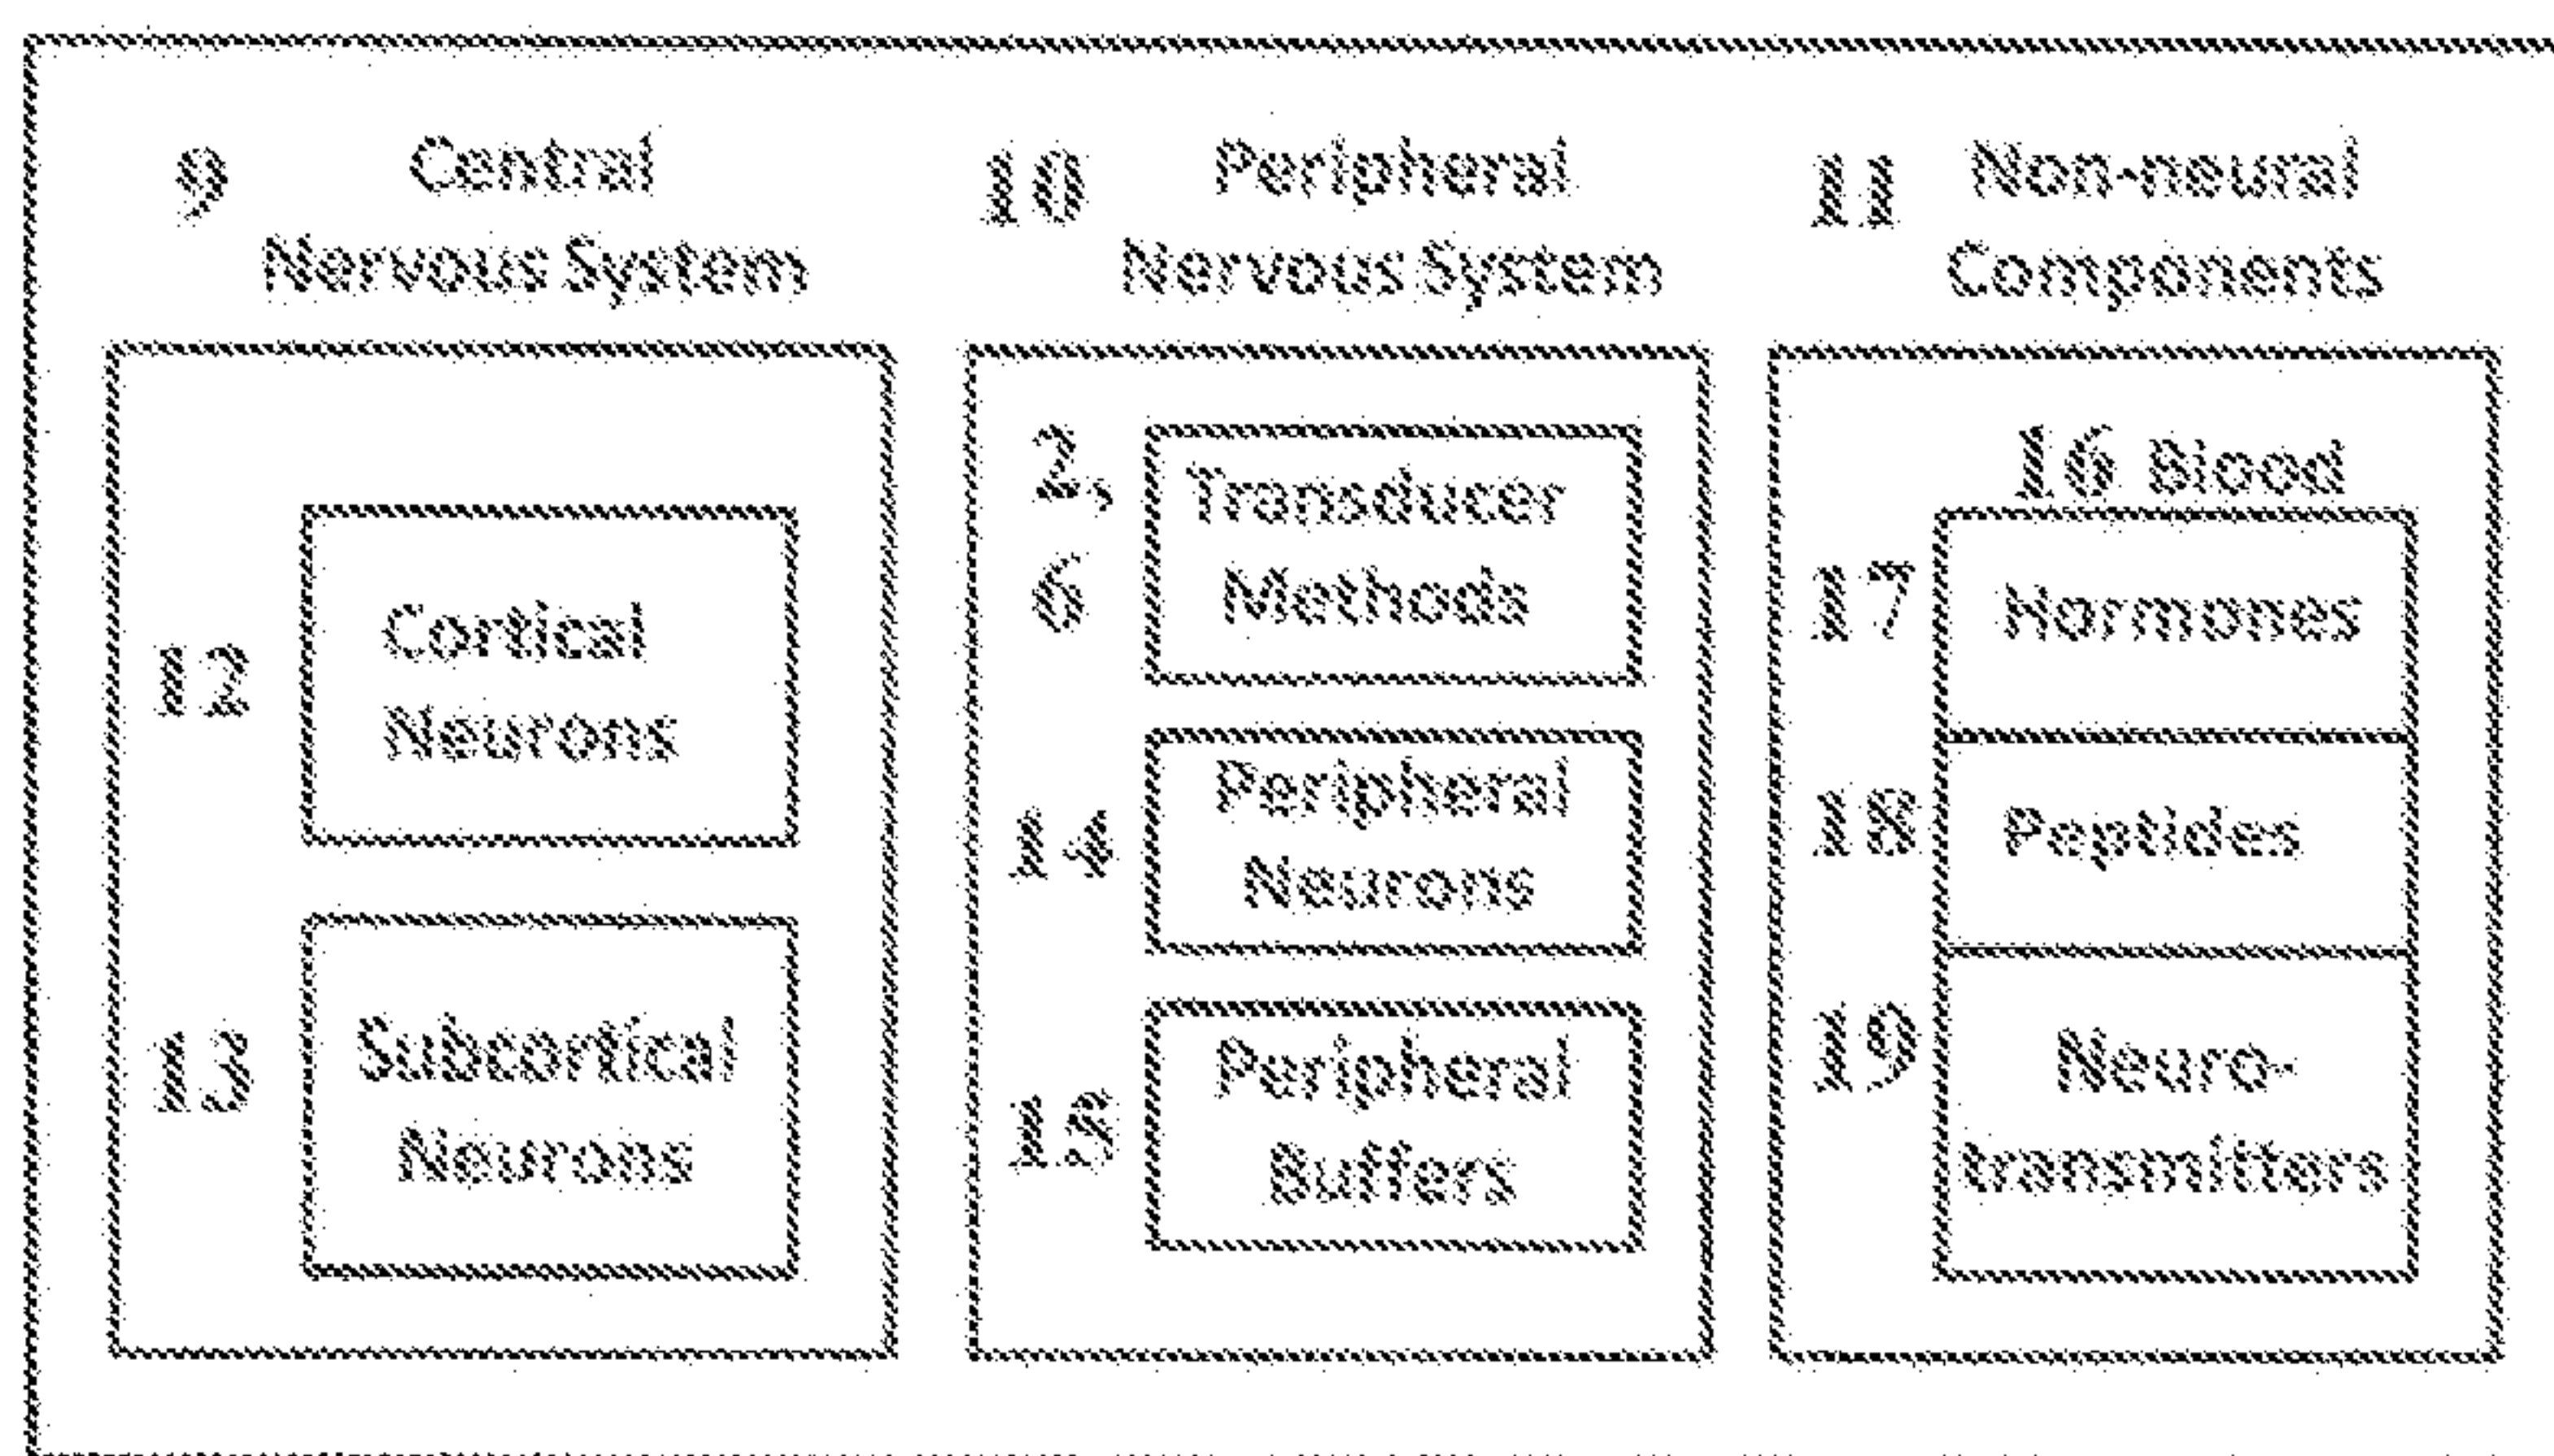 9 Central
Nervous System
12 Cortical
Neurons
13 Subcortical
Neurons
10 Peripheral
Nervous System
2, Transducer
6 Methods
14 Peripheral
Neurons
15 Peripheral
Buffers
11 Non-neural
Components
16 Blood
17 Hormones
18 Peptides
19 Neuro-
transmitters